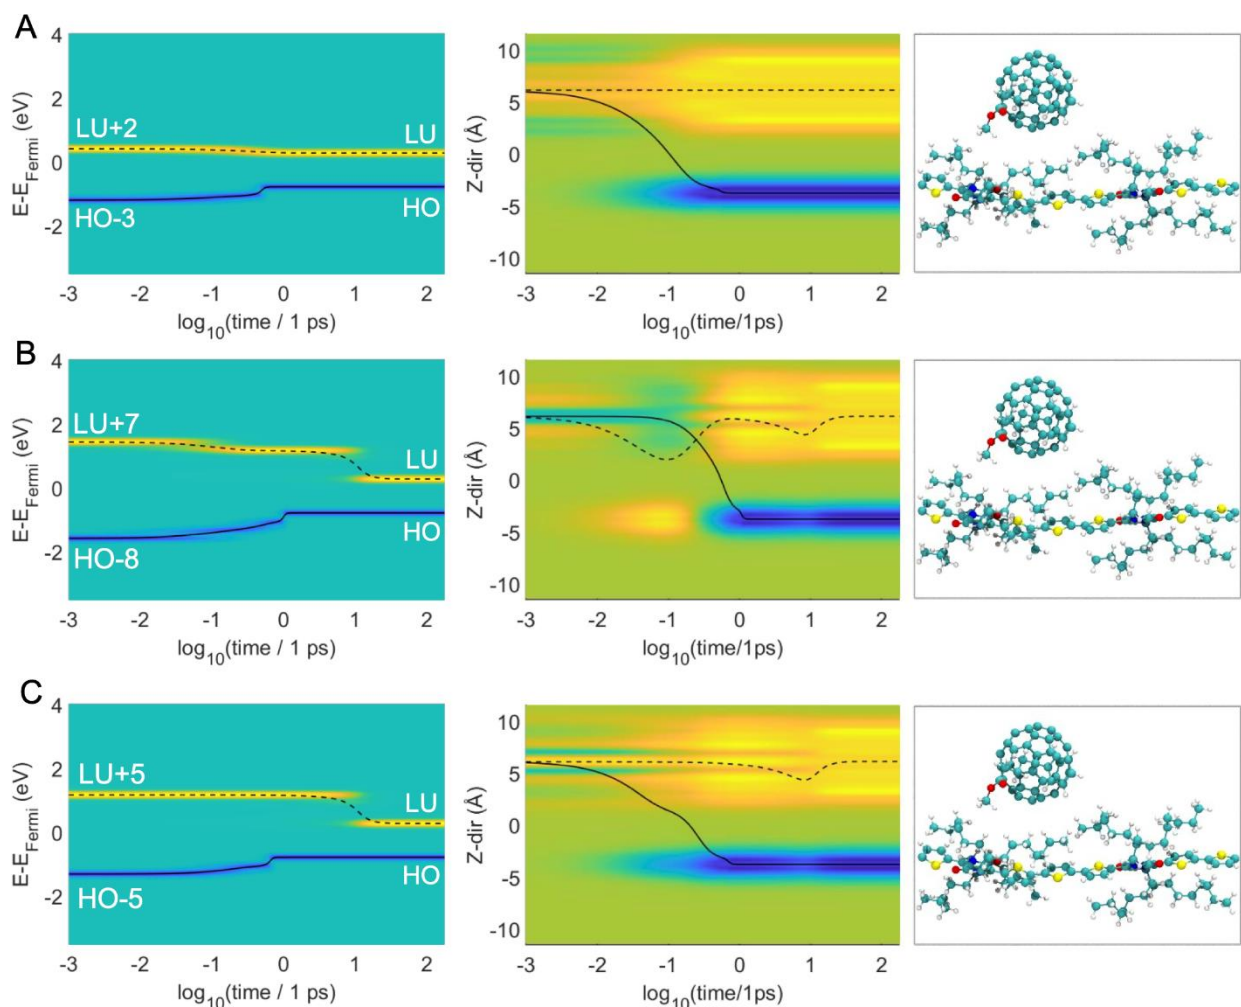 A
4
2
0
-2
E-E_Fermi (eV)
LU+2
LU
HO-3
HO
-3 -2 -1 0 1 2
log10(time / 1 ps)
10
5
0
-5
-10
Z-dir (Å)
-3 -2 -1 0 1 2
log10(time/1ps)
B
4
2
0
-2
E-E_Fermi (eV)
LU+7
LU
HO-8
HO
-3 -2 -1 0 1 2
log10(time / 1 ps)
10
5
0
-5
-10
Z-dir (Å)
-3 -2 -1 0 1 2
log10(time/1ps)
C
4
2
0
-2
E-E_Fermi (eV)
LU+5
LU
HO-5
HO
-3 -2 -1 0 1 2
log10(time / 1 ps)
10
5
0
-5
-10
Z-dir (Å)
-3 -2 -1 0 1 2
log10(time/1ps)